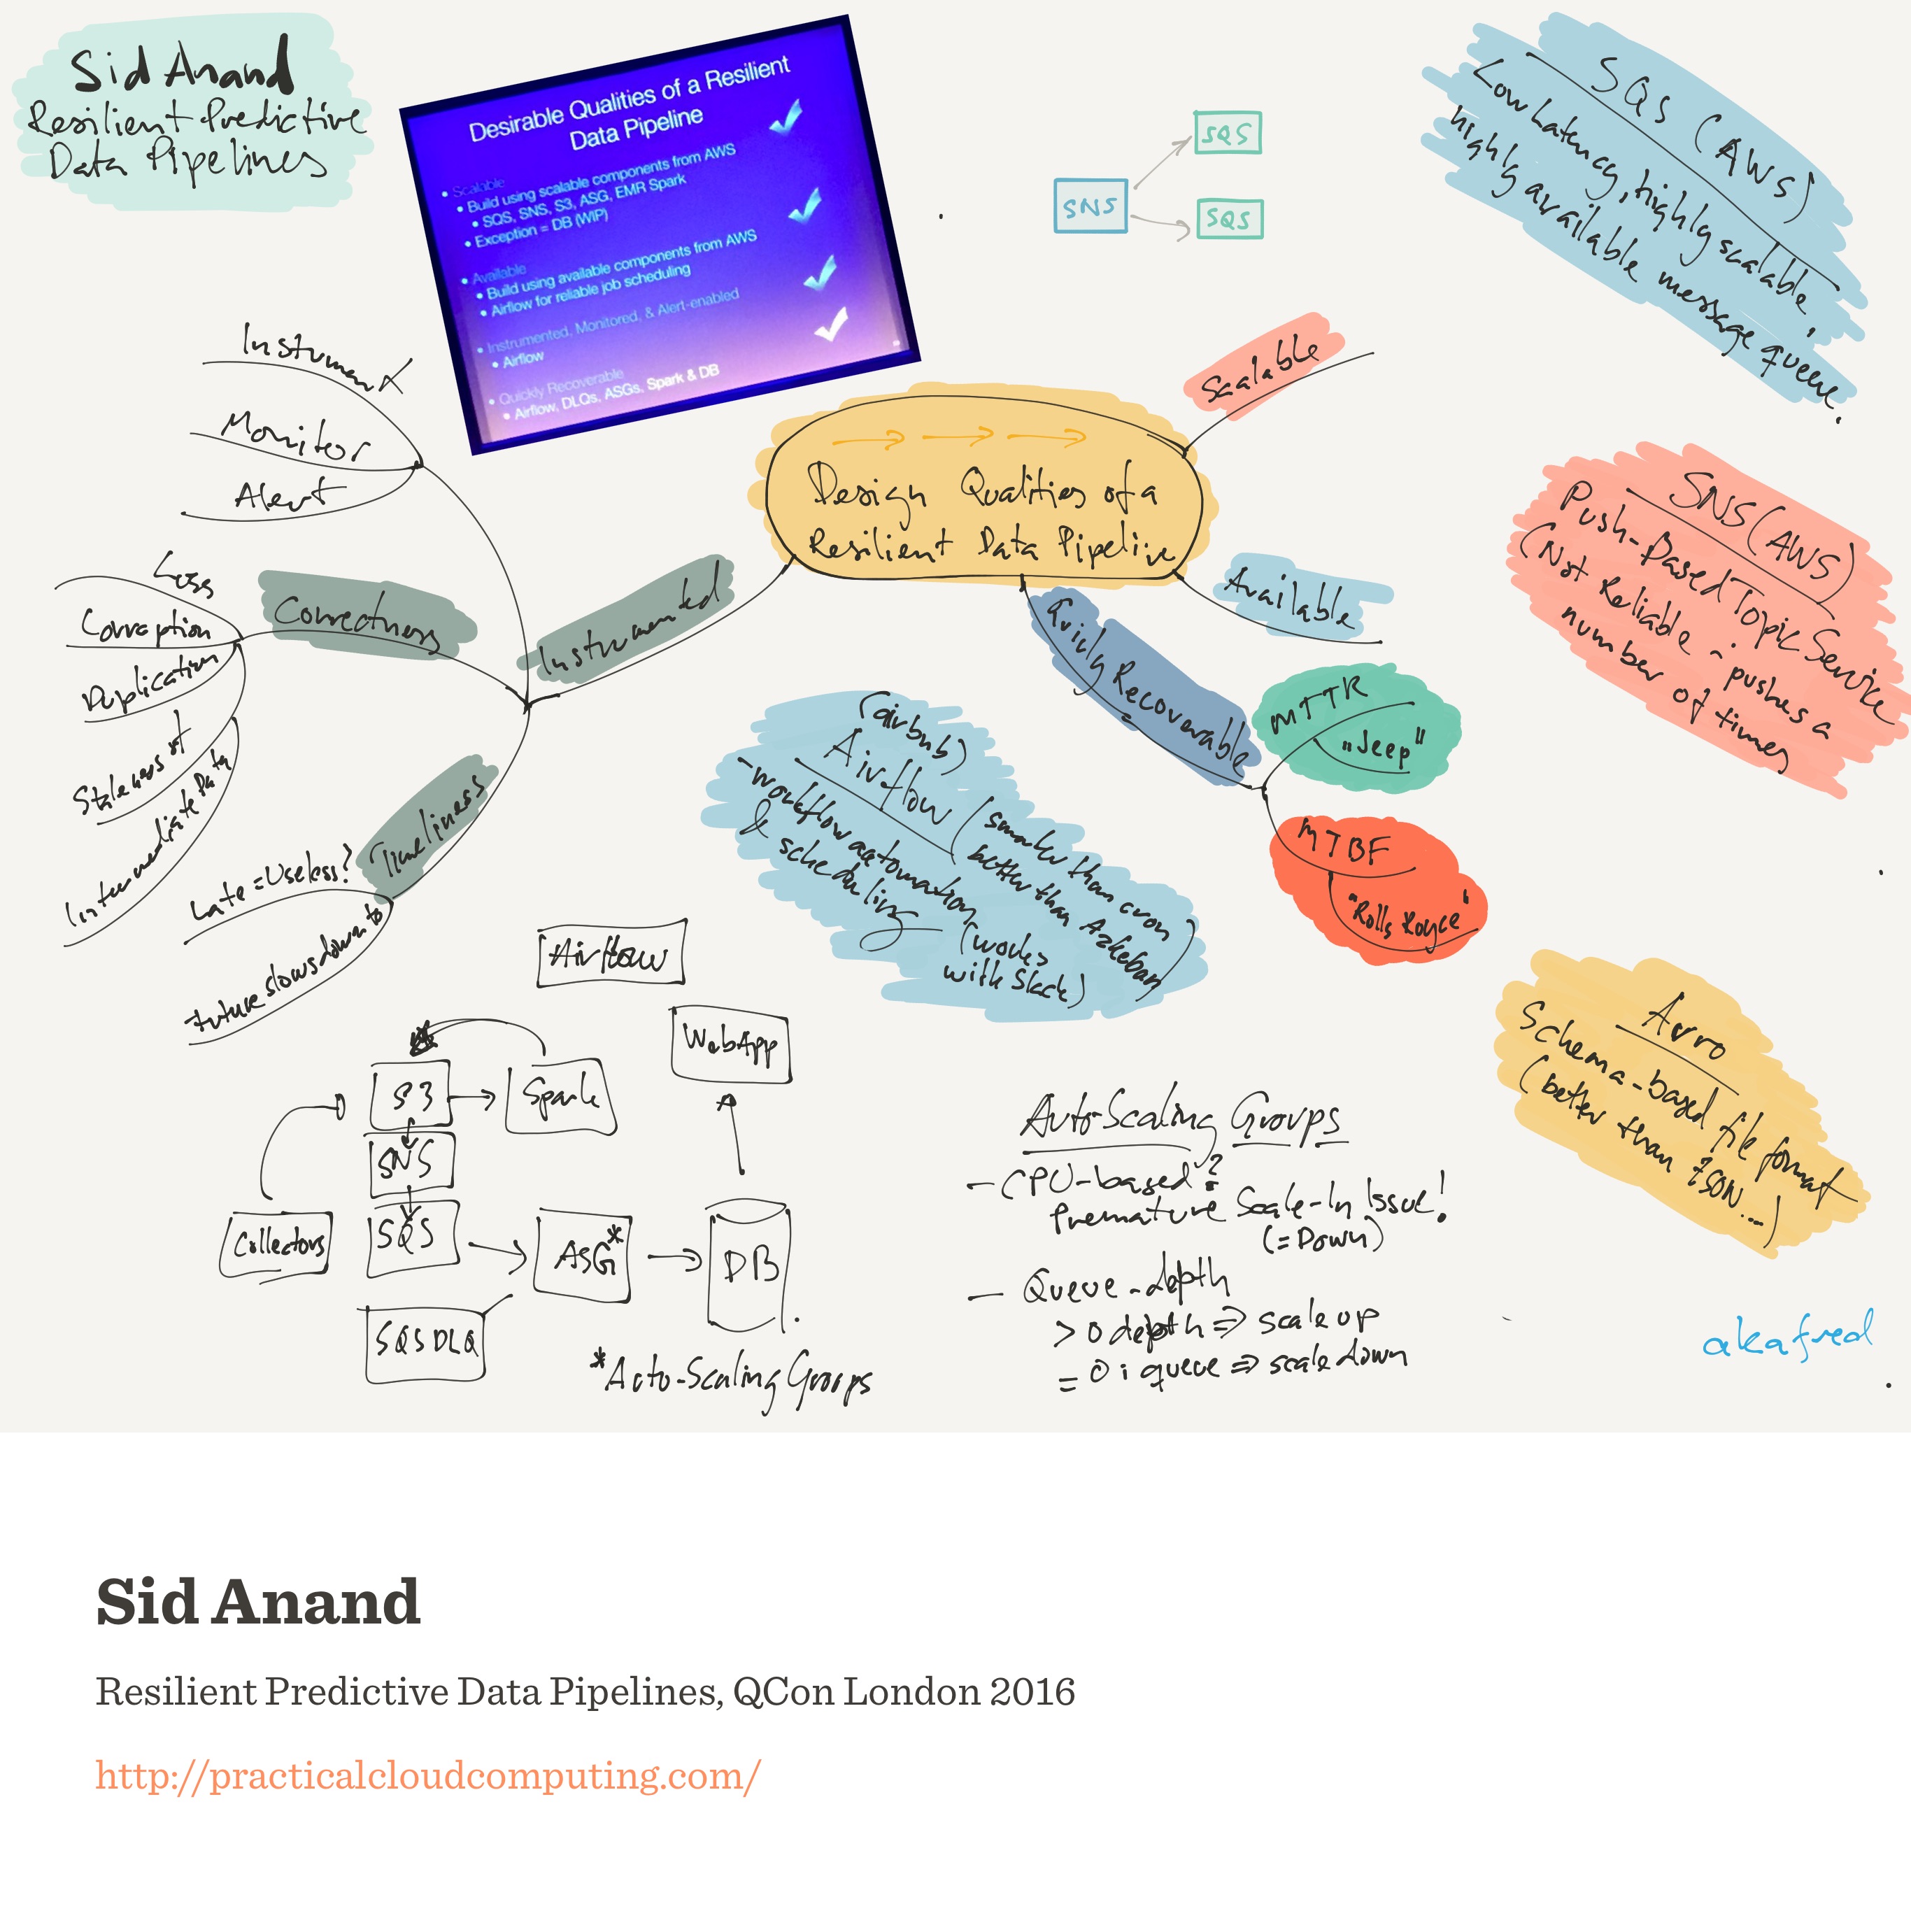 Sid Anand
Resilient Predictive
Data Pipelines
Desirable Qualities of a Resilient
Data Pipeline
• Scalable
• Build using scalable components from AWS
• SQS, SNS, S3, ASG, EMR Spark
• Exception = DB (WIP)
• Available
• Build using available components from AWS
• Airflow for reliable job scheduling
• Instrumented, Monitored, & Alert-enabled
• Airflow
• Quickly Recoverable
• Airflow, DLQs, ASGs, Spark & DB
SNS
SQS
SQS
SQS (AWS)
Low latency, highly scalable,
highly available message queue.
SNS (AWS)
Push-Based Topic Service
(Not Reliable - pushes a
number of times
Avro
Schema-based file format
(better than JSON...)
Design Qualities of a
Resilient Data Pipeline
Scalable
Available
Quickly Recoverable
MTTR
"Jeep"
MTBF
"Rolls Royce"
Instrumented
Instrument
Monitor
Alert
Correctness
Loss
Corruption
Duplication
Staleness of
Intermediate Data
Timeliness
Late = Useless?
future slows down to
(airbnb)
Airflow
(smarter than cron
better than Azkeban)
- workflow automation
& scheduling
(works
with Slack)
Airflow
WebApp
S3
Spark
SNS
Collectors
SQS
ASG*
DB
SQS DLQ
*Auto-Scaling Groups
Auto-Scaling Groups
- CPU-based?
Premature Scale-In Issue!
(= Down)
- Queue-depth
> 0 depth => scale up
= 0 i queue => scale down
akafred
Sid Anand
Resilient Predictive Data Pipelines, QCon London 2016
http://practicalcloudcomputing.com/